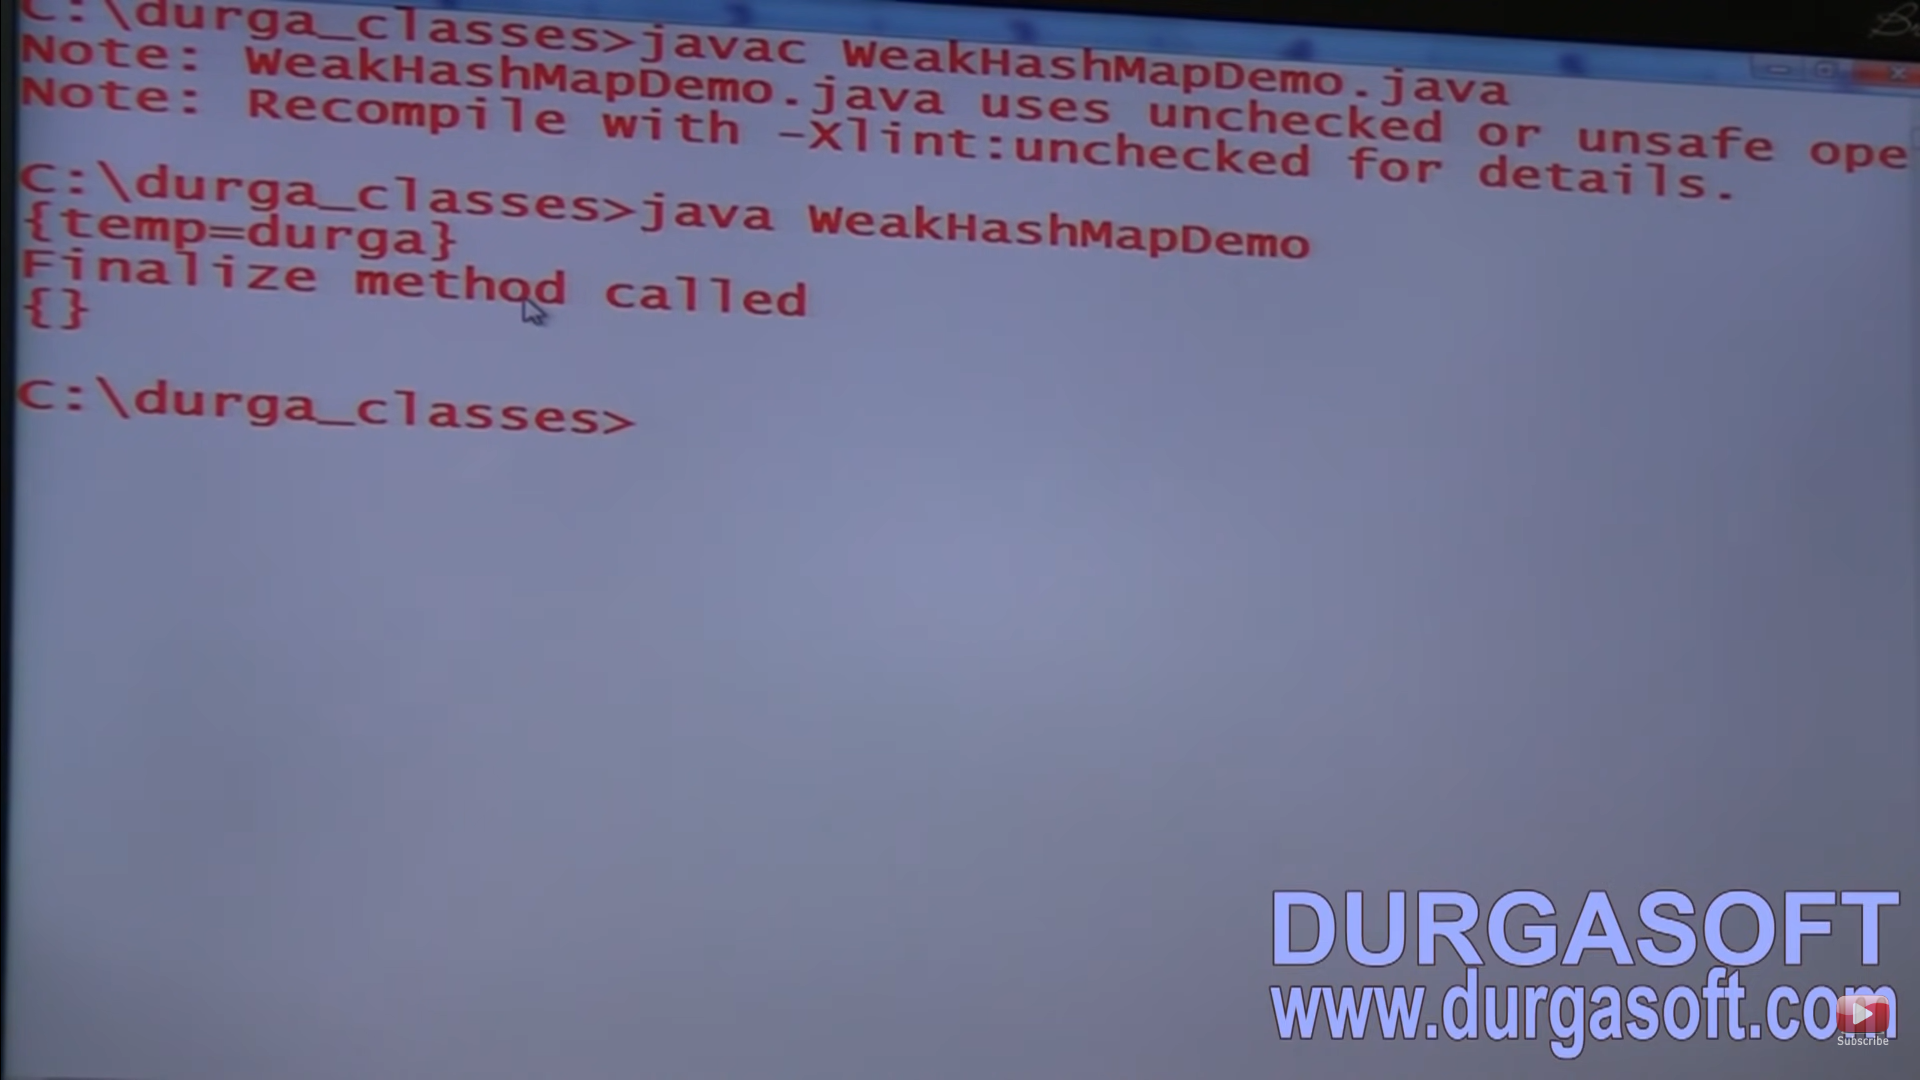 C:\durga_classes>javac WeakHashMapDemo.java
Note: WeakHashMapDemo.java uses unchecked or unsafe ope
Note: Recompile with -Xlint:unchecked for details.
C:\durga_classes>java WeakHashMapDemo
{temp=durga}
Finalize method called
{}
C:\durga_classes>
DURGASOFT
www.durgasoft.com
Subscribe